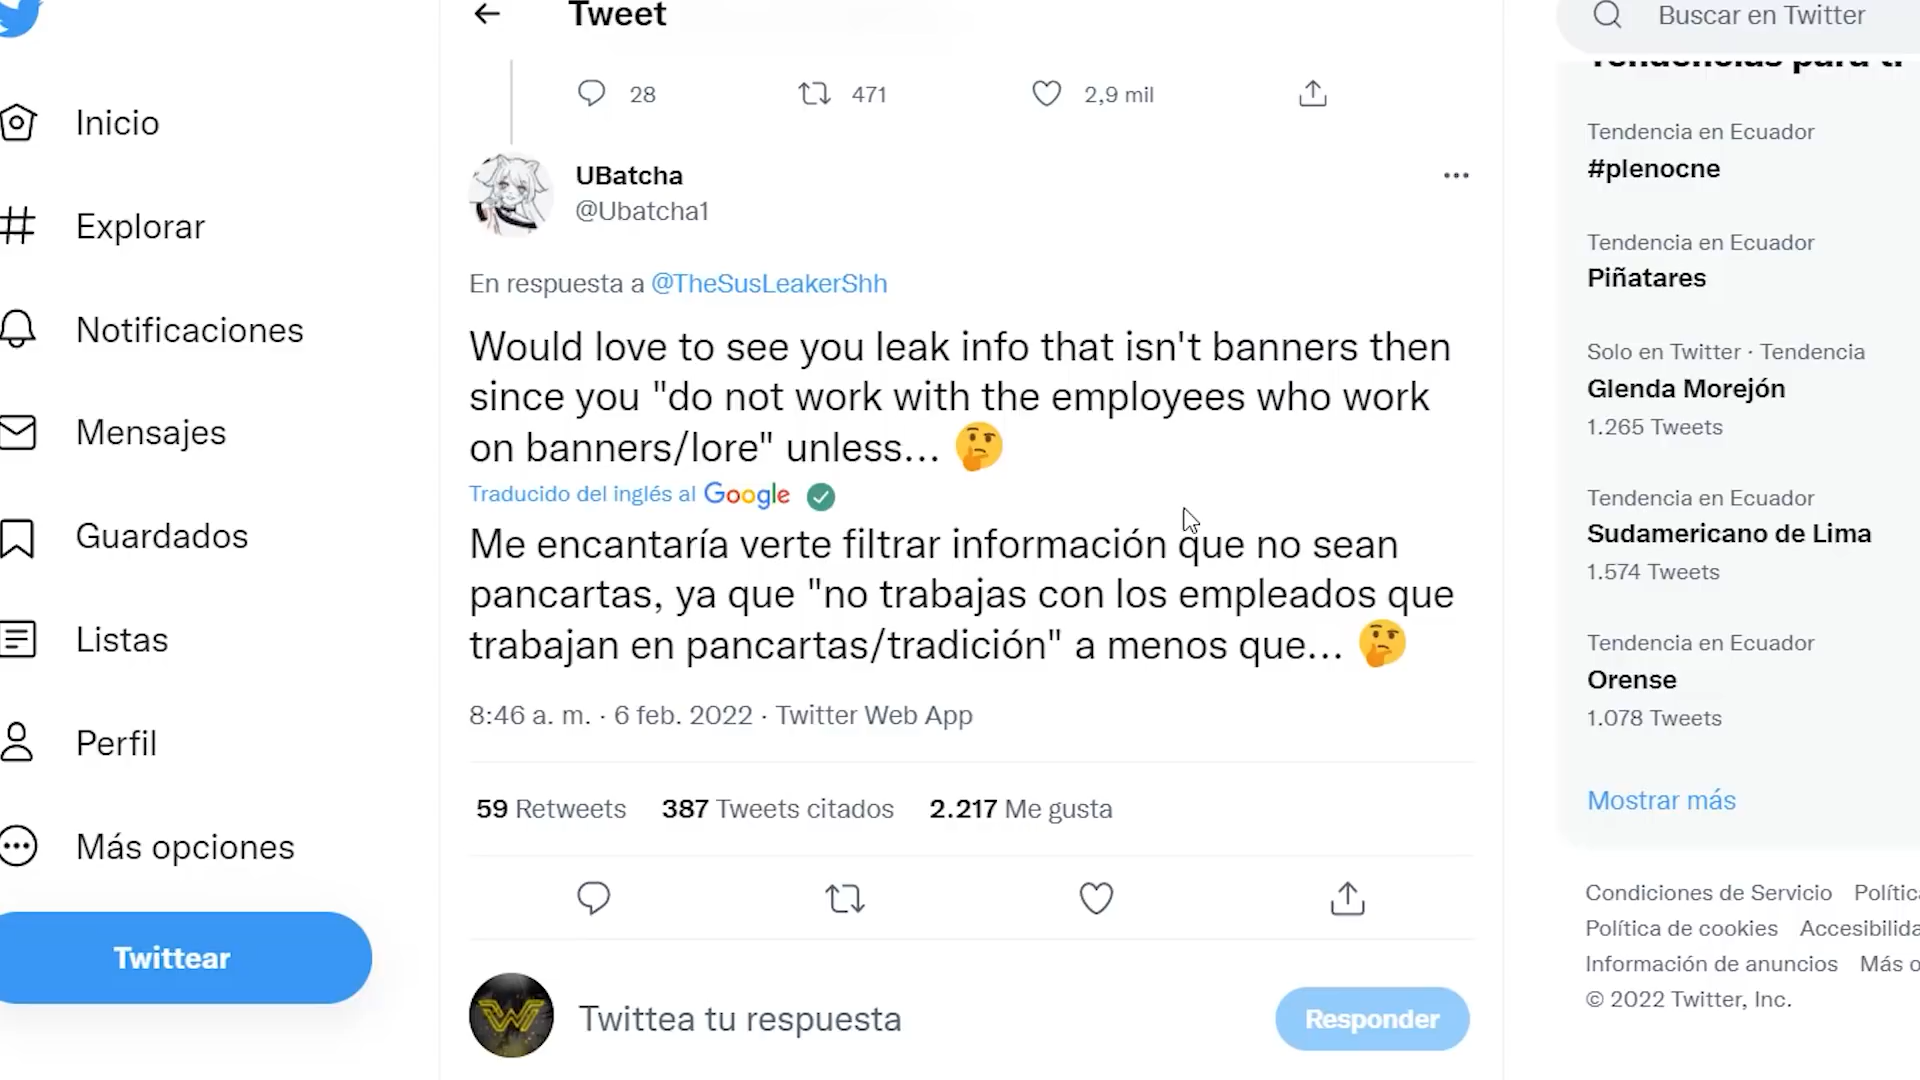 Tweet
28
471
2,9 mil
UBatcha
@Ubatcha1
En respuesta a @TheSusLeakerShh
Would love to see you leak info that isn't banners then
since you "do not work with the employees who work
on banners/lore" unless... 🤔
Traducido del inglés al Google
Me encantaría verte filtrar información que no sean
pancartas, ya que "no trabajas con los empleados que
trabajan en pancartas/tradición" a menos que... 🤔
8:46 a. m. · 6 feb. 2022 · Twitter Web App
59 Retweets 387 Tweets citados 2.217 Me gusta
Twittea tu respuesta
Responder
Inicio
Explorar
Notificaciones
Mensajes
Guardados
Listas
Perfil
Más opciones
Twittear
Buscar en Twitter
Tendencias para ti
Tendencia en Ecuador
#plenocne
Tendencia en Ecuador
Piñatares
Solo en Twitter · Tendencia
Glenda Morejón
1.265 Tweets
Tendencia en Ecuador
Sudamericano de Lima
1.574 Tweets
Tendencia en Ecuador
Orense
1.078 Tweets
Mostrar más
Condiciones de Servicio Polític
Política de cookies Accesibilida
Información de anuncios Más o
© 2022 Twitter, Inc.